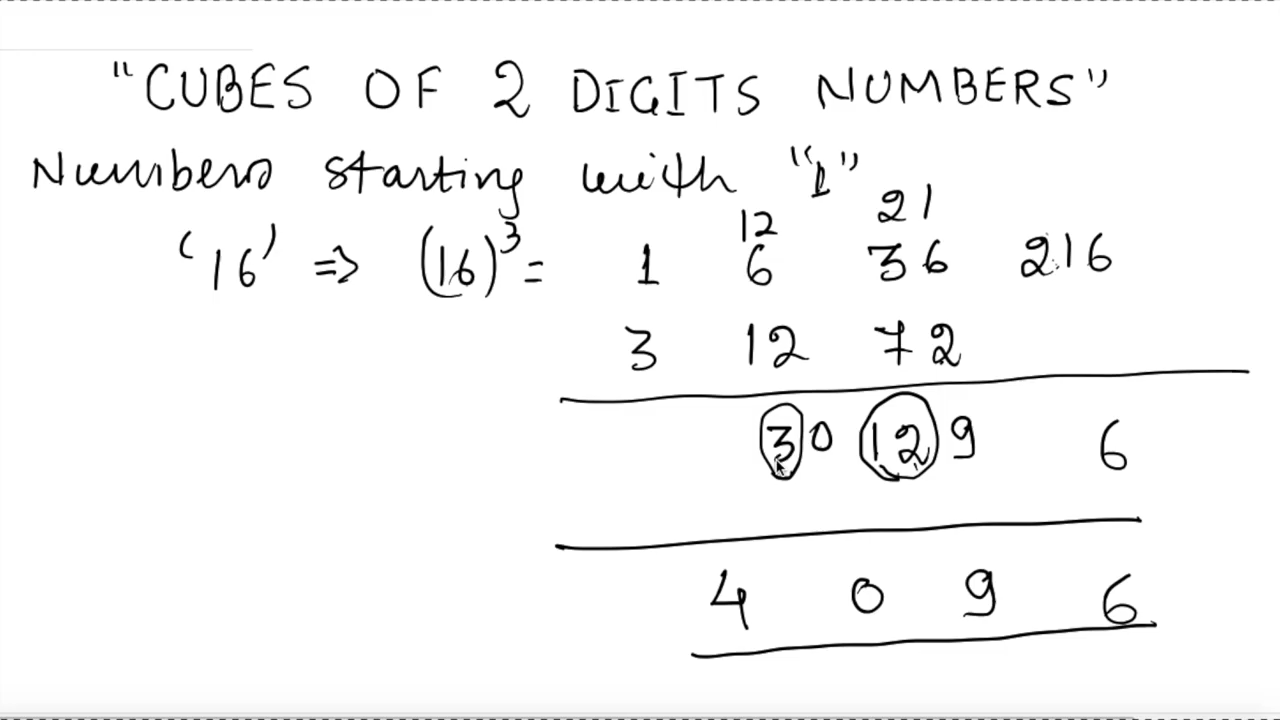 "CUBES OF 2 DIGITS NUMBERS"
Numbers starting with "1"
12 21
'16' => (16)³ = 1 6 36 216
3 12 72
30 129 6
4 0 9 6